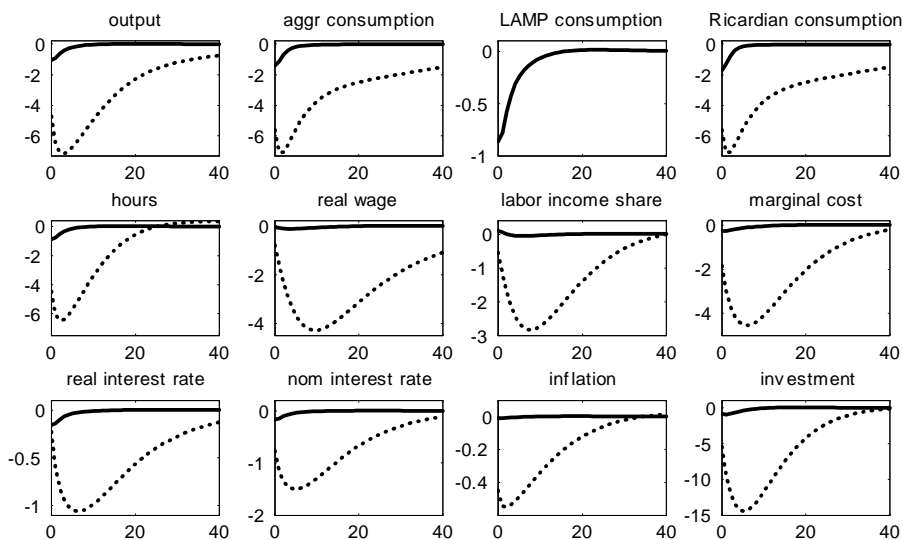 output
aggr consumption
LAMP consumption
Ricardian consumption
0
-2
-4
-6
0 20 40
0
-2
-4
-6
0 20 40
0
-0.5
-1
0 20 40
0
-2
-4
-6
0 20 40
hours
real wage
labor income share
marginal cost
0
-2
-4
-6
0 20 40
0
-2
-4
0 20 40
0
-1
-2
-3
0 20 40
0
-2
-4
0 20 40
real interest rate
nom interest rate
inflation
investment
0
-0.5
-1
0 20 40
0
-1
-2
0 20 40
0
-0.2
-0.4
0 20 40
0
-5
-10
-15
0 20 40